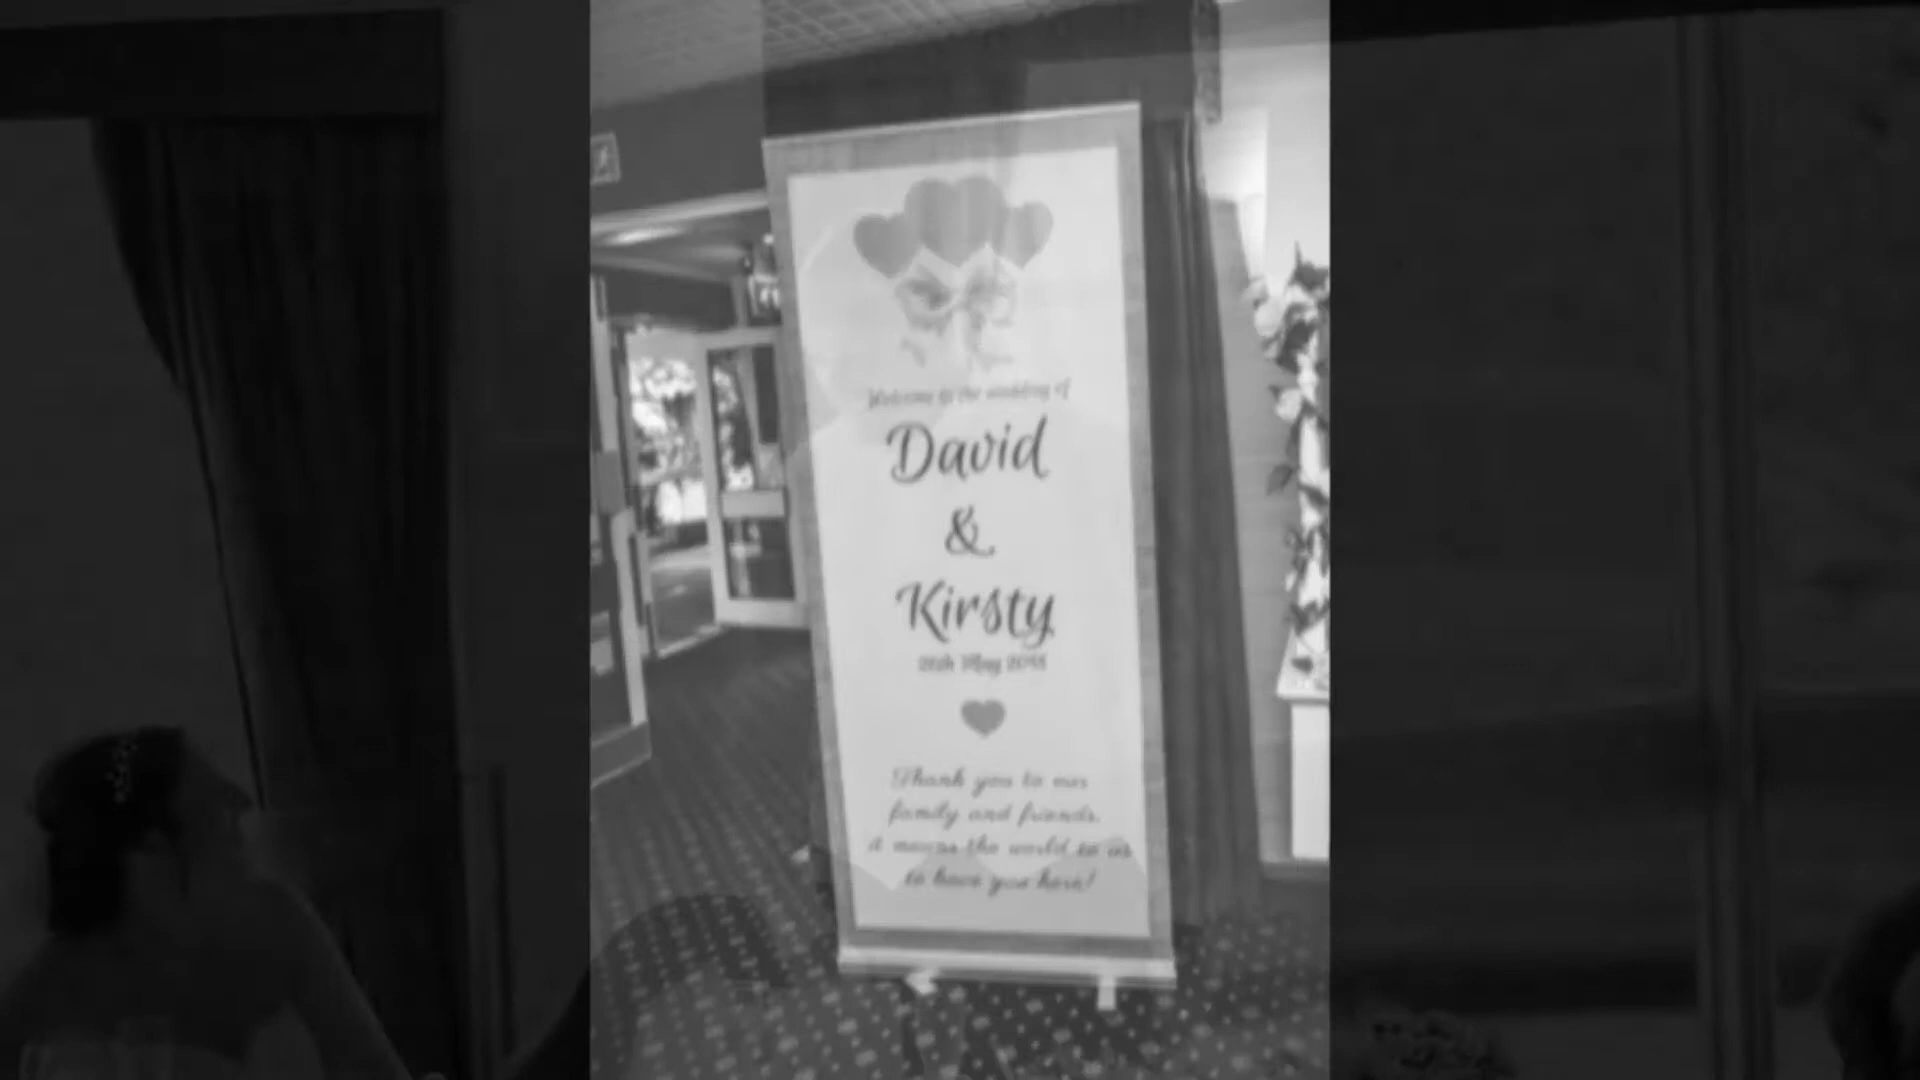 Welcome to the wedding of
David
&
Kirsty
May
Thank you to our
family and friends,
it means the world to us
to have you here!